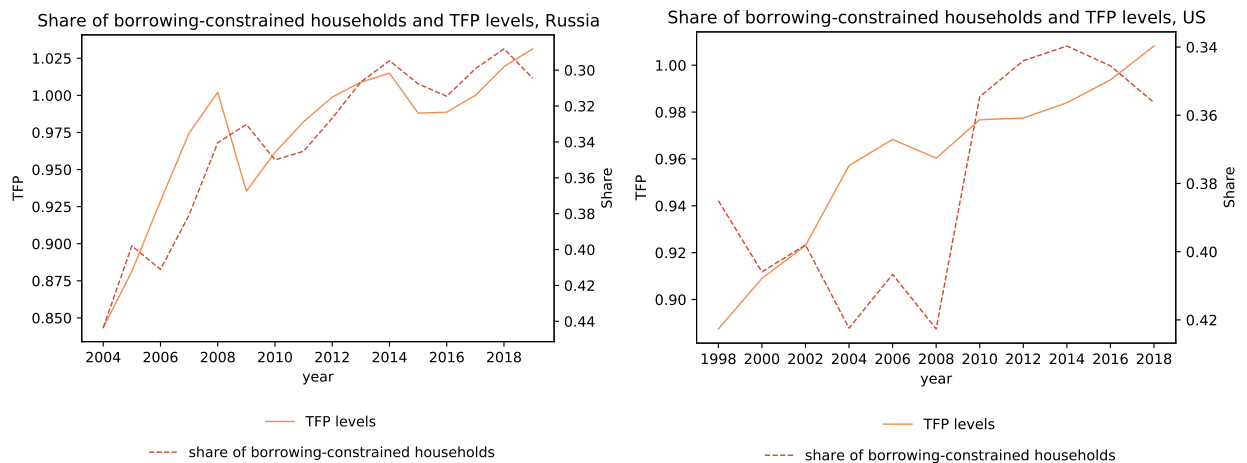 Share of borrowing-constrained households and TFP levels, Russia
1.025
1.000
0.975
0.950
0.925
0.900
0.875
0.850
TFP
0.30
0.32
0.34
0.36
0.38
0.40
0.42
0.44
Share
2004 2006 2008 2010 2012 2014 2016 2018
year
TFP levels
share of borrowing-constrained households
Share of borrowing-constrained households and TFP levels, US
1.00
0.98
0.96
0.94
0.92
0.90
TFP
0.34
0.36
0.38
0.40
0.42
Share
1998 2000 2002 2004 2006 2008 2010 2012 2014 2016 2018
year
TFP levels
share of borrowing-constrained households